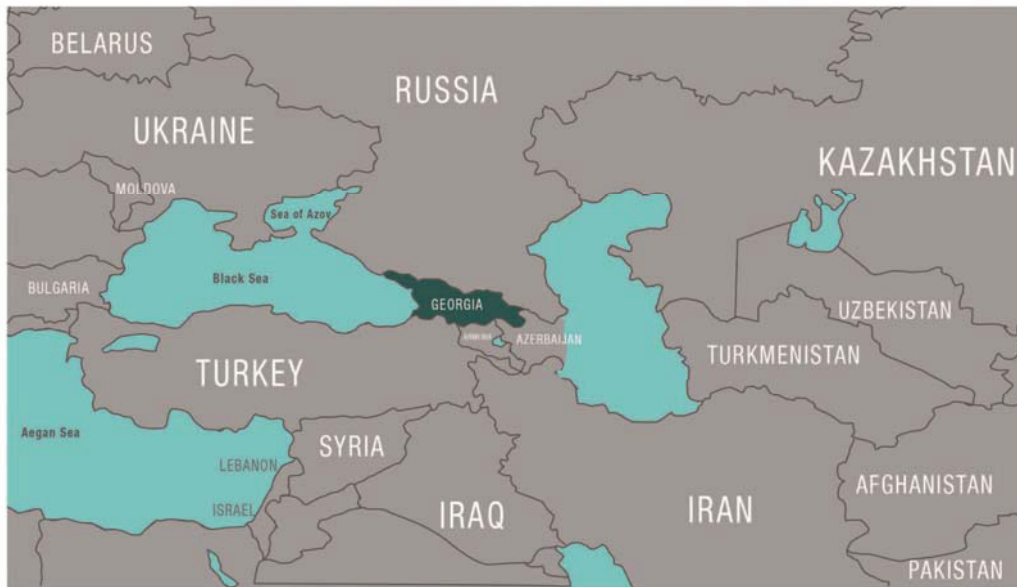 BELARUS
RUSSIA
UKRAINE
KAZAKHSTAN
MOLDOVA
Sea of Azov
Black Sea
BULGARIA
GEORGIA
UZBEKISTAN
ARMENIA
AZERBAIJAN
TURKMENISTAN
TURKEY
Aegan Sea
SYRIA
LEBANON
AFGHANISTAN
ISRAEL
IRAQ
IRAN
PAKISTAN